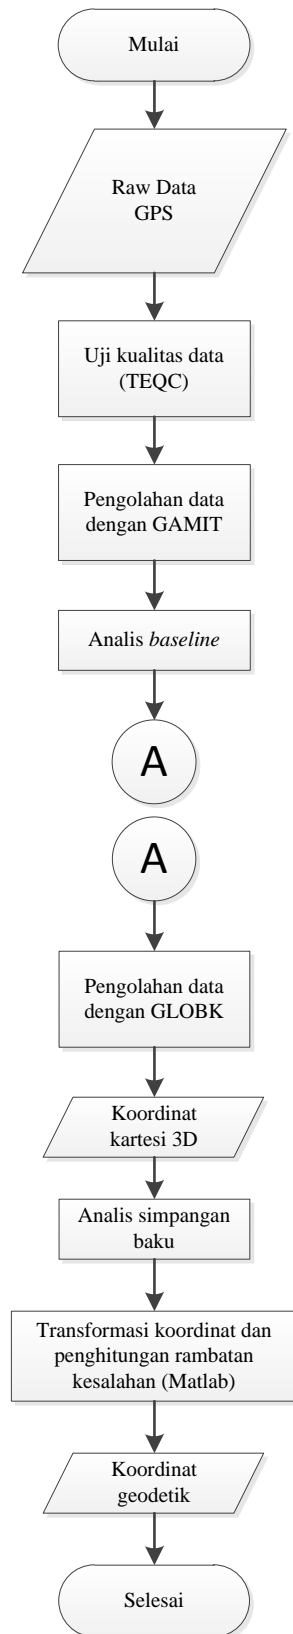 Mulai
Raw Data
GPS
Uji kualitas data
(TEQC)
Pengolahan data
dengan GAMIT
Analis baseline
A
A
Pengolahan data
dengan GLOBK
Koordinat
kartesi 3D
Analis simpangan
baku
Transformasi koordinat dan
penghitungan rambatan
kesalahan (Matlab)
Koordinat
geodetik
Selesai